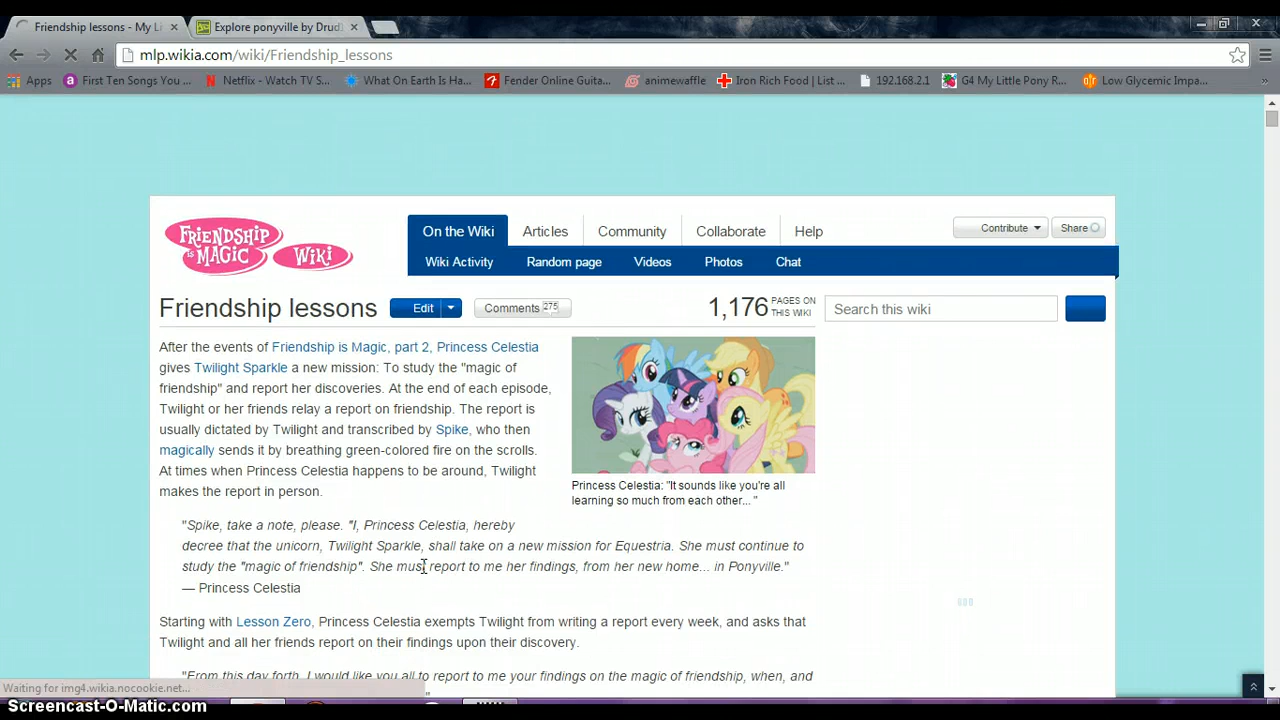 Friendship lessons - My Li
Explore ponyville by Drud
mlp.wikia.com/wiki/Friendship_lessons
Apps
First Ten Songs You ...
Netflix - Watch TV S...
What On Earth Is Ha...
Fender Online Guita...
animewaffle
Iron Rich Food | List ...
192.168.2.1
G4 My Little Pony R...
Low Glycemic Impa...
»
FRIENDSHIP
is MAGIC
WiKi
On the Wiki
Articles
Community
Collaborate
Help
Contribute
Share
Wiki Activity
Random page
Videos
Photos
Chat
Friendship lessons
Edit
Comments 275
1,176 PAGES ON
THIS WIKI
Search this wiki
After the events of Friendship is Magic, part 2, Princess Celestia
gives Twilight Sparkle a new mission: To study the "magic of
friendship" and report her discoveries. At the end of each episode,
Twilight or her friends relay a report on friendship. The report is
usually dictated by Twilight and transcribed by Spike, who then
magically sends it by breathing green-colored fire on the scrolls.
At times when Princess Celestia happens to be around, Twilight
makes the report in person.
Princess Celestia: "It sounds like you're all
learning so much from each other... "
"Spike, take a note, please. "I, Princess Celestia, hereby
decree that the unicorn, Twilight Sparkle, shall take on a new mission for Equestria. She must continue to
study the "magic of friendship". She must report to me her findings, from her new home... in Ponyville."
— Princess Celestia
Starting with Lesson Zero, Princess Celestia exempts Twilight from writing a report every week, and asks that
Twilight and all her friends report on their findings upon their discovery.
"From this day forth, I would like you all to report to me your findings on the magic of friendship, when, and
Waiting for img4.wikia.nocookie.net...
Screencast-O-Matic.com